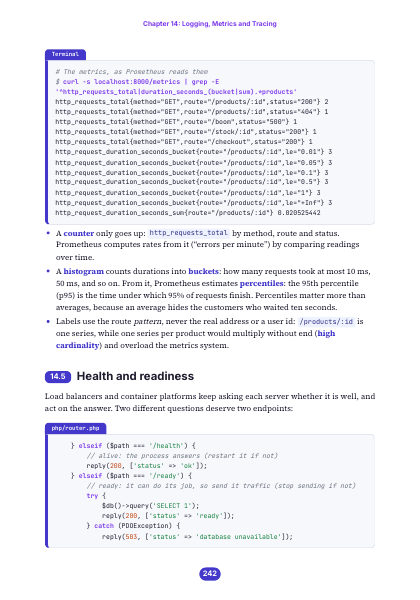 Chapter 14: Logging, Metrics and Tracing
Terminal
# The metrics, as Prometheus reads them
$ curl -s localhost:8000/metrics | grep -E
'^http_requests_total|duration_seconds_(bucket|sum).*products'
http_requests_total{method="GET",route="/products/:id",status="200"} 2
http_requests_total{method="GET",route="/products/:id",status="404"} 1
http_requests_total{method="GET",route="/boom",status="500"} 1
http_requests_total{method="GET",route="/stock/:id",status="200"} 1
http_requests_total{method="GET",route="/checkout",status="200"} 1
http_request_duration_seconds_bucket{route="/products/:id",le="0.01"} 3
http_request_duration_seconds_bucket{route="/products/:id",le="0.05"} 3
http_request_duration_seconds_bucket{route="/products/:id",le="0.1"} 3
http_request_duration_seconds_bucket{route="/products/:id",le="0.5"} 3
http_request_duration_seconds_bucket{route="/products/:id",le="1"} 3
http_request_duration_seconds_bucket{route="/products/:id",le="+Inf"} 3
http_request_duration_seconds_sum{route="/products/:id"} 0.020525442
• A counter only goes up: http_requests_total by method, route and status.
Prometheus computes rates from it (“errors per minute”) by comparing readings
over time.
• A histogram counts durations into buckets: how many requests took at most 10 ms,
50 ms, and so on. From it, Prometheus estimates percentiles: the 95th percentile
(p95) is the time under which 95% of requests finish. Percentiles matter more than
averages, because an average hides the customers who waited ten seconds.
• Labels use the route pattern, never the real address or a user id: /products/:id is
one series, while one series per product would multiply without end (high
cardinality) and overload the metrics system.
14.5 Health and readiness
Load balancers and container platforms keep asking each server whether it is well, and
act on the answer. Two different questions deserve two endpoints:
php/router.php
} elseif ($path === '/health') {
// alive: the process answers (restart it if not)
reply(200, ['status' => 'ok']);
} elseif ($path === '/ready') {
// ready: it can do its job, so send it traffic (stop sending if not)
try {
$db()->query('SELECT 1');
reply(200, ['status' => 'ready']);
} catch (PDOException) {
reply(503, ['status' => 'database unavailable']);
242